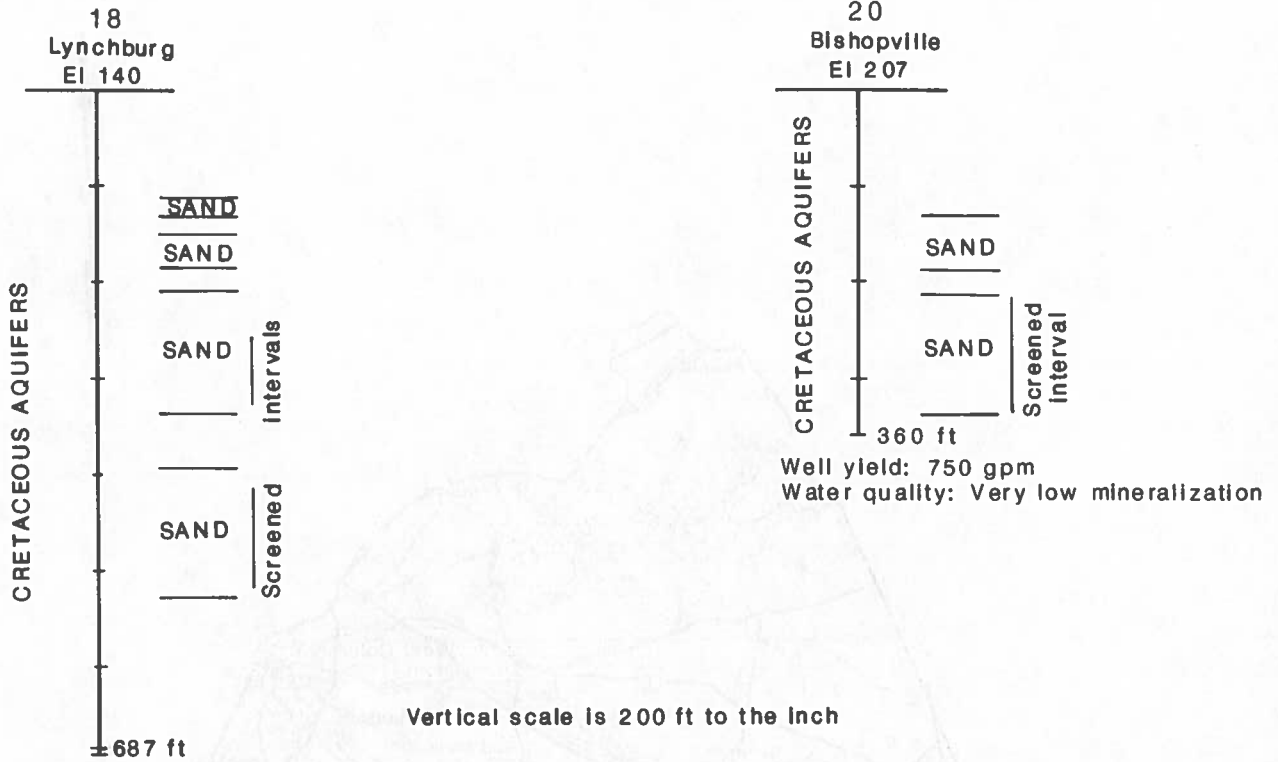 18
Lynchburg
El 140
CRETACEOUS AQUIFERS
SAND
SAND
SAND
SAND
Screened
intervals
±687 ft
20
Bishopville
El 207
CRETACEOUS AQUIFERS
SAND
SAND
Screened
interval
360 ft
Well yield: 750 gpm
Water quality: Very low mineralization
Vertical scale is 200 ft to the inch